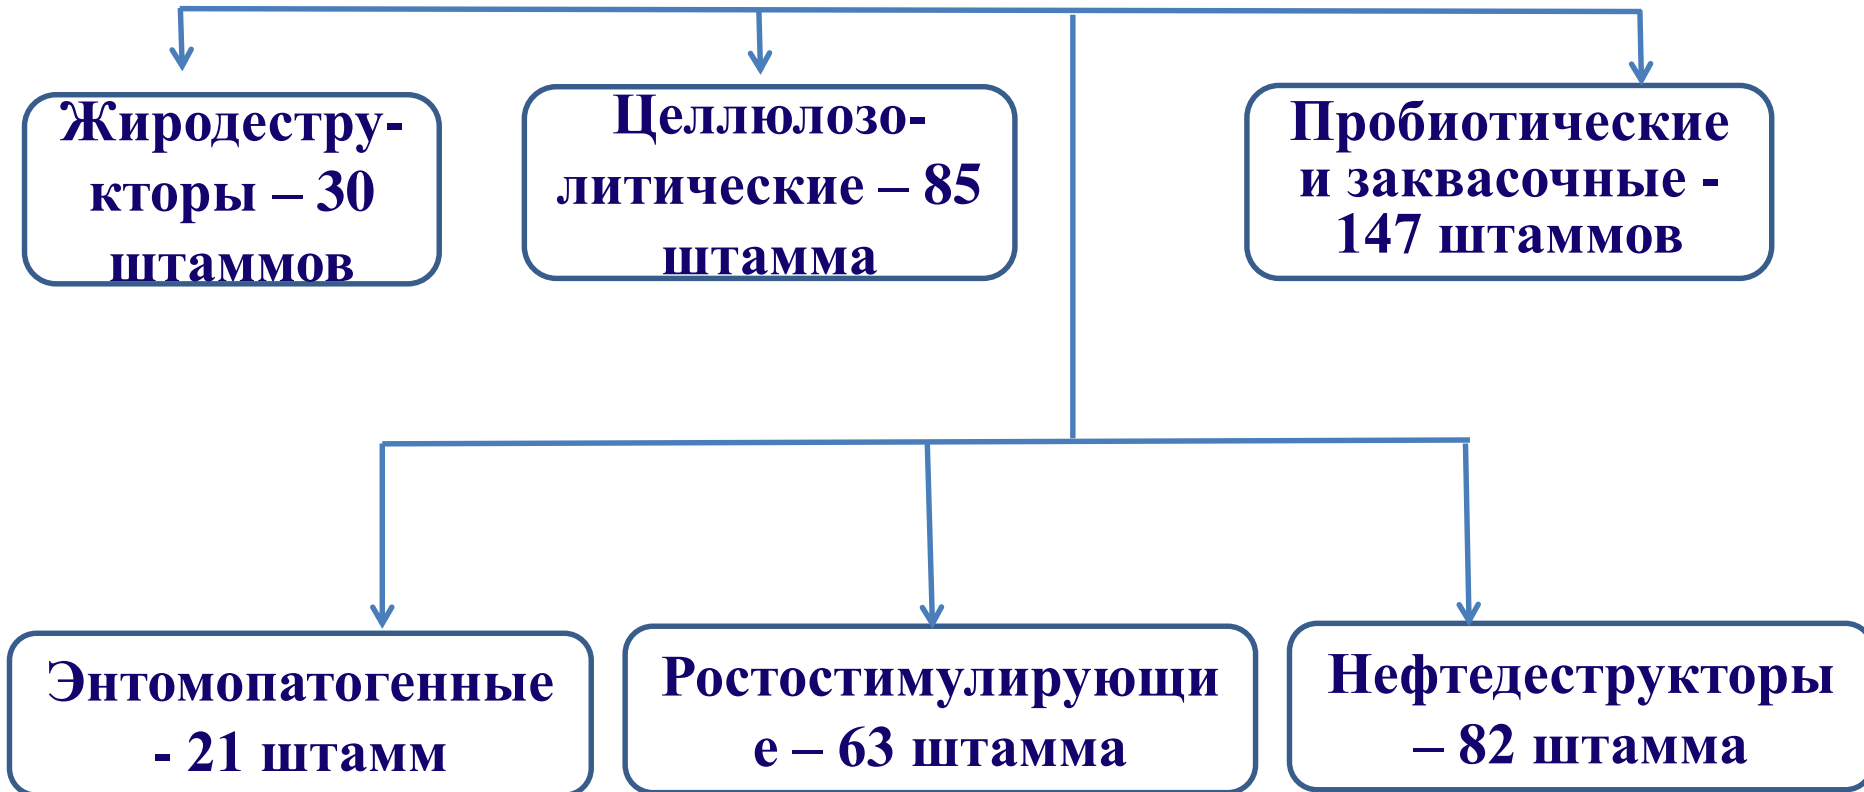 Жиродестру-
кторы – 30
штаммов
Целлюлозо-
литические – 85
штамма
Пробиотические
и заквасочные -
147 штаммов
Энтомопатогенные
- 21 штамм
Ростостимулирующи
е – 63 штамма
Нефтедеструкторы
– 82 штамма